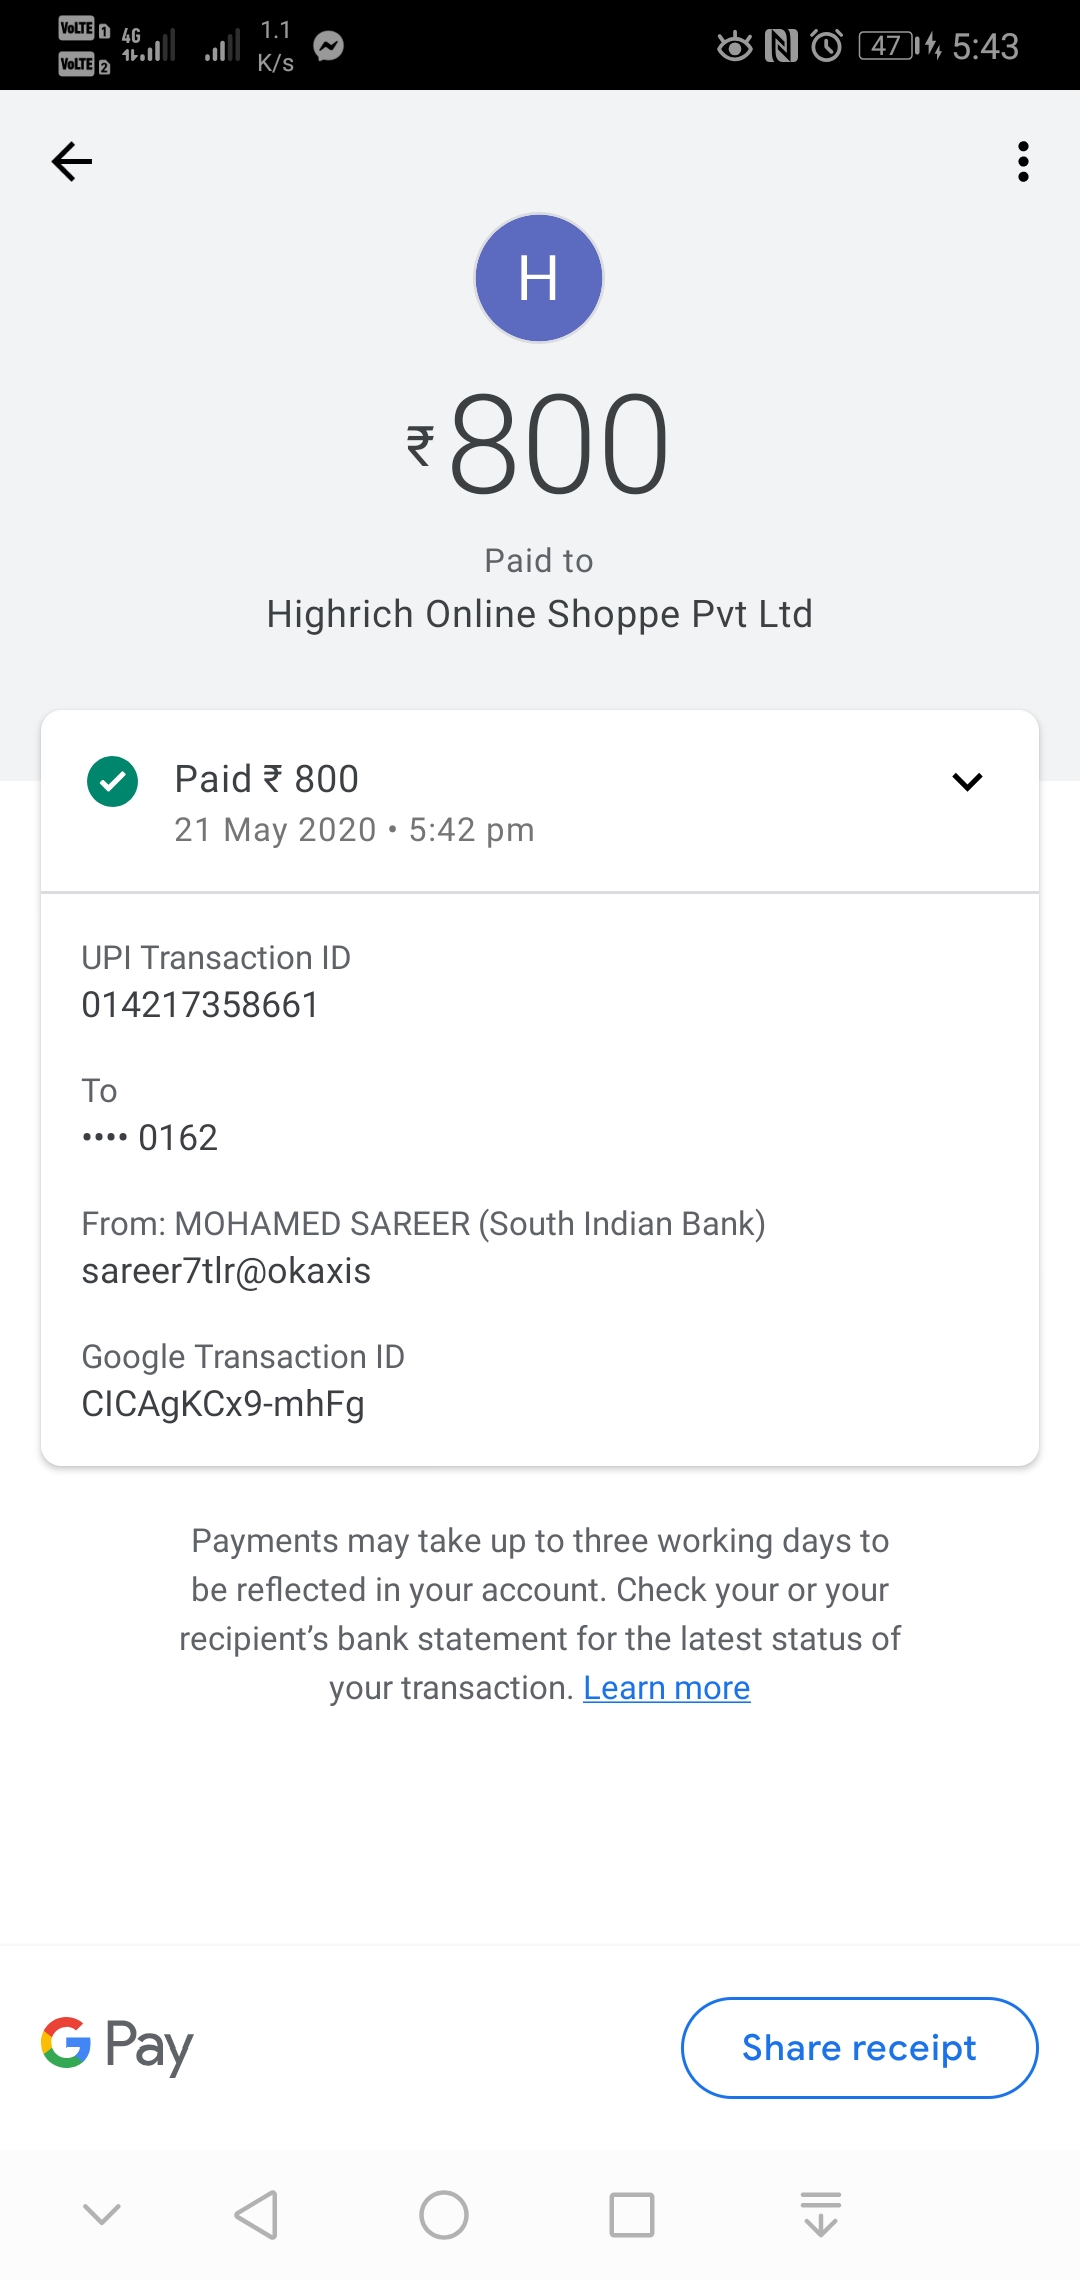 VoLTE 1 4G 1.1
VoLTE 2 K/s 47 5:43
H
₹800
Paid to
Highrich Online Shoppe Pvt Ltd
Paid ₹ 800
21 May 2020 • 5:42 pm
UPI Transaction ID
014217358661
To
•••• 0162
From: MOHAMED SAREER (South Indian Bank)
sareer7tlr@okaxis
Google Transaction ID
CICAgKCx9-mhFg
Payments may take up to three working days to
be reflected in your account. Check your or your
recipient’s bank statement for the latest status of
your transaction. Learn more
G Pay
Share receipt